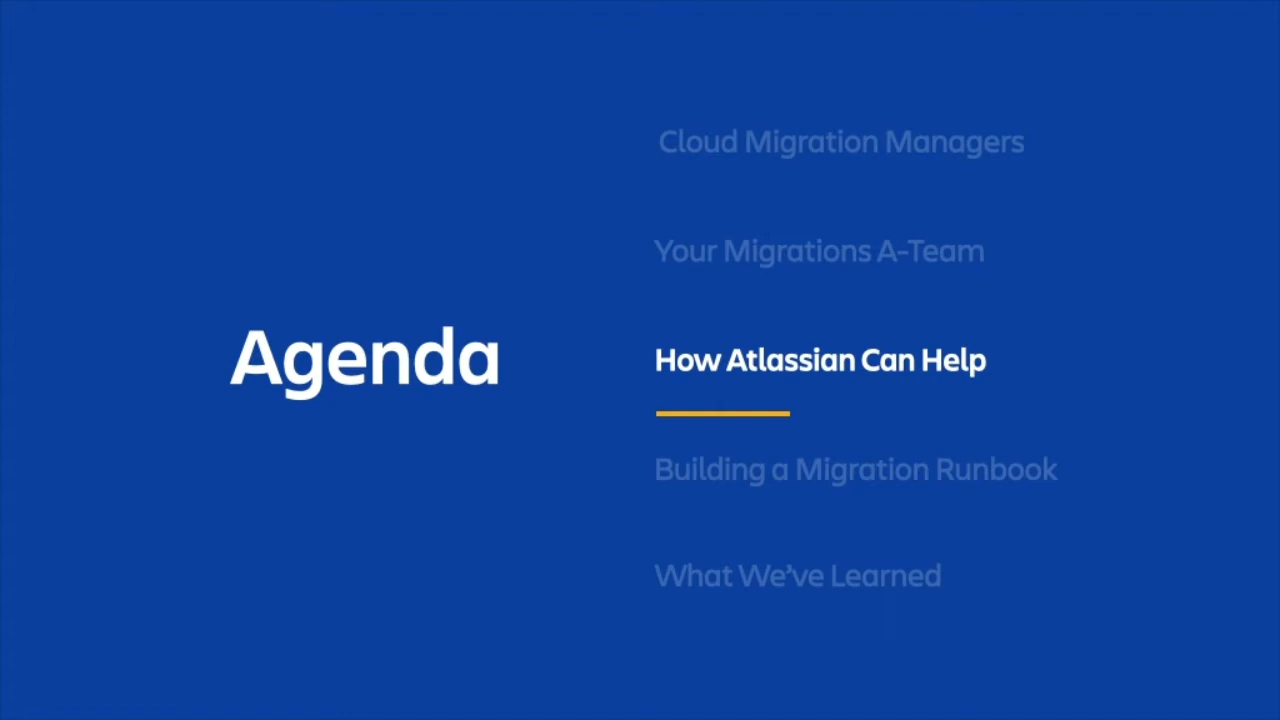 Agenda
Cloud Migration Managers
Your Migrations A-Team
How Atlassian Can Help
Building a Migration Runbook
What We've Learned